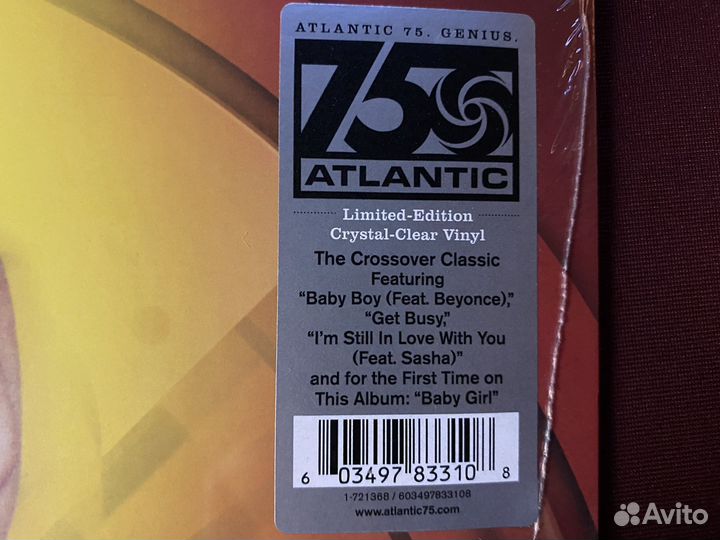 ATLANTIC 75. GENIUS.
75
ATLANTIC
Limited-Edition
Crystal-Clear Vinyl
The Crossover Classic
Featuring
“Baby Boy (Feat. Beyonce),”
“Get Busy,”
“I’m Still In Love With You
(Feat. Sasha)”
and for the First Time on
This Album: “Baby Girl”
6 03497 83310 8
1-721368 / 603497833108
www.atlantic75.com
Avito